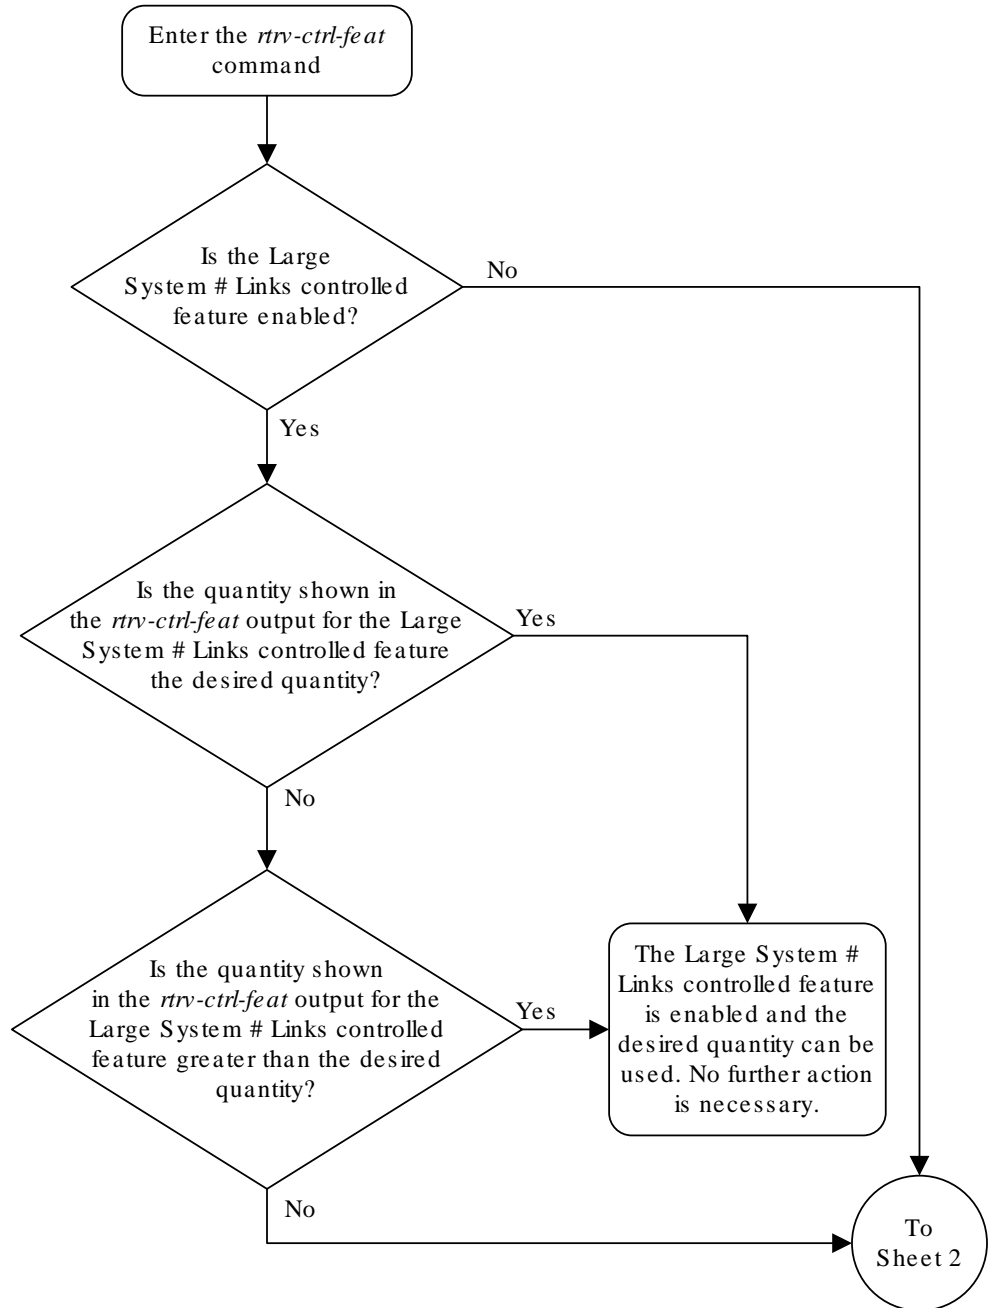 Enter the rtrv-ctrl-feat
command
Is the Large
System # Links controlled
feature enabled?
No
Yes
Is the quantity shown in
the rtrv-ctrl-feat output for the Large
System # Links controlled feature
the desired quantity?
Yes
No
Is the quantity shown
in the rtrv-ctrl-feat output for the
Large System # Links controlled
feature greater than the desired
quantity?
Yes
The Large System #
Links controlled feature
is enabled and the
desired quantity can be
used. No further action
is necessary.
No
To
Sheet 2